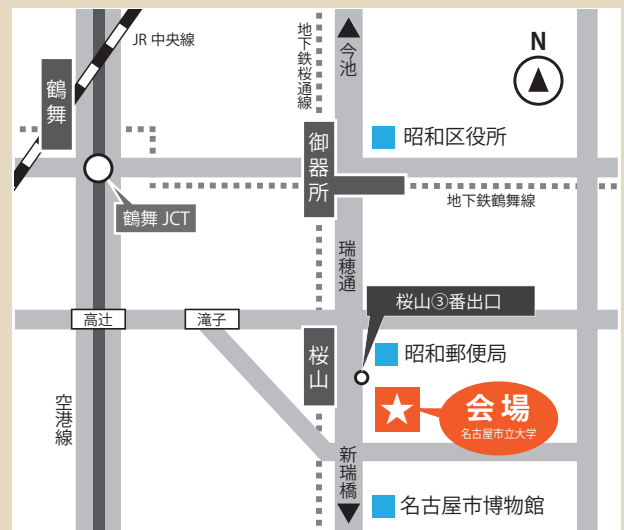 JR 中央線
地下鉄桜通線
今池
N
鶴舞
昭和区役所
御器所
地下鉄鶴舞線
鶴舞 JCT
瑞穂通
桜山③番出口
高辻
滝子
桜山
昭和郵便局
空港線
会場
名古屋市立大学
新瑞橋
名古屋市博物館